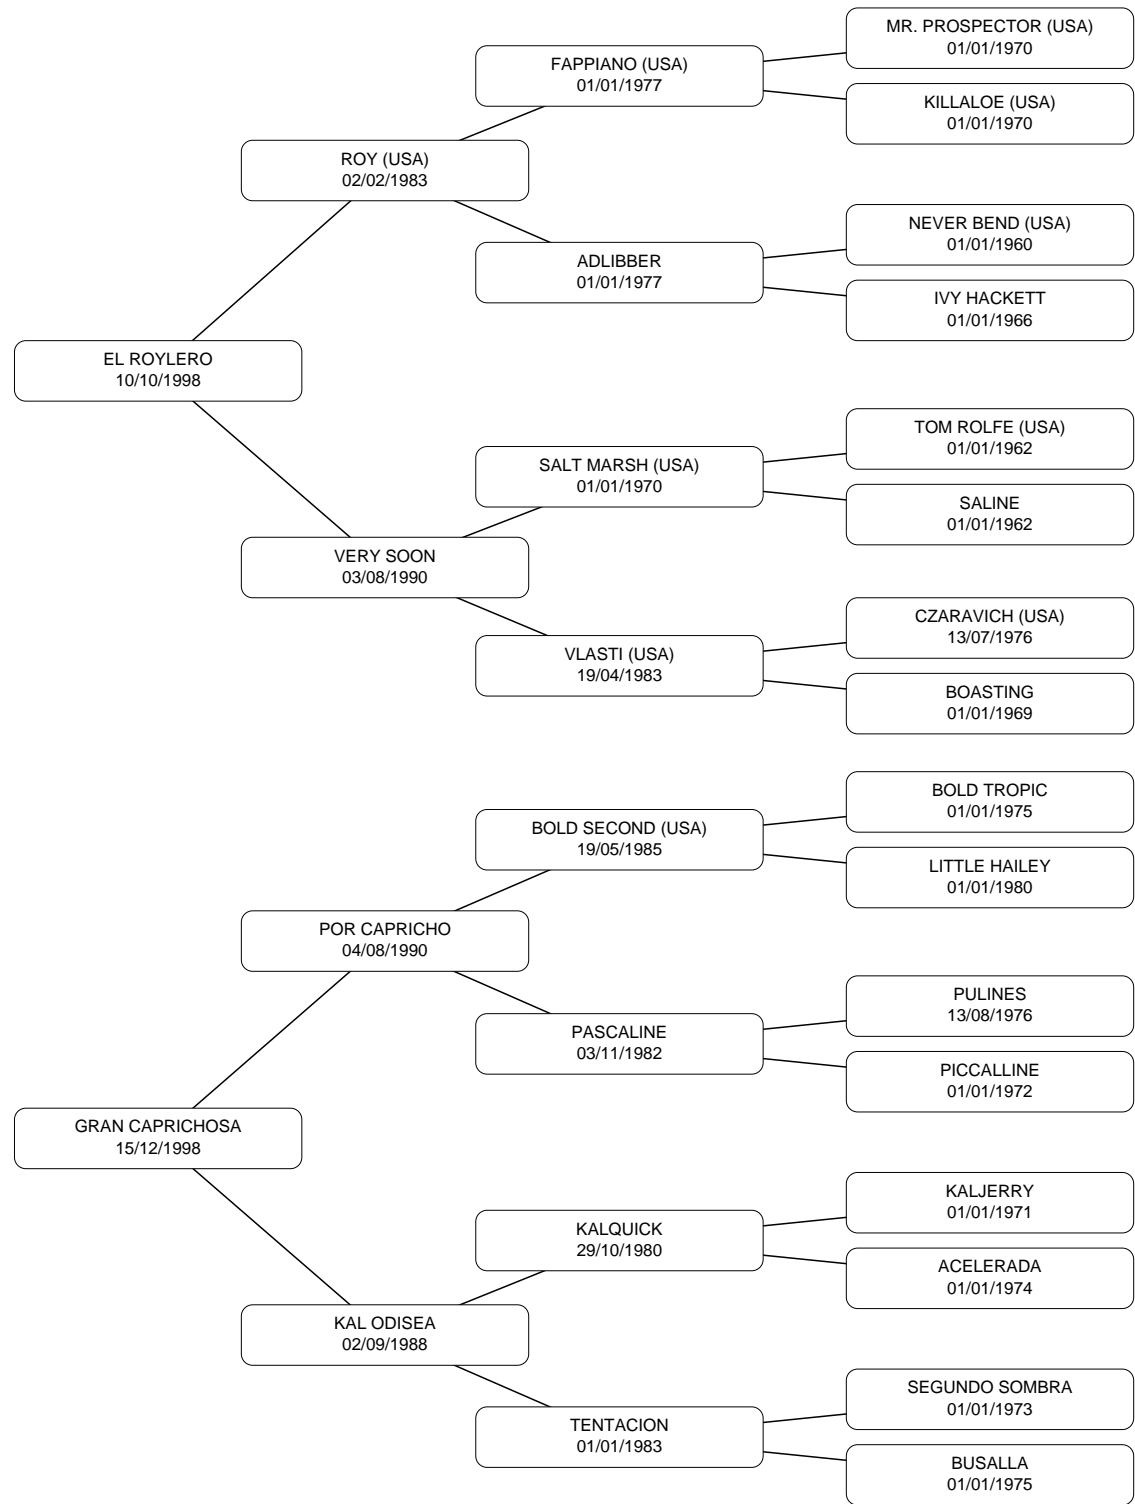 MR. PROSPECTOR (USA)
01/01/1970
FAPPIANO (USA)
01/01/1977
KILLALOE (USA)
01/01/1970
ROY (USA)
02/02/1983
NEVER BEND (USA)
01/01/1960
ADLIBBER
01/01/1977
IVY HACKETT
01/01/1966
EL ROYLERO
10/10/1998
TOM ROLFE (USA)
01/01/1962
SALT MARSH (USA)
01/01/1970
SALINE
01/01/1962
VERY SOON
03/08/1990
CZARAVICH (USA)
13/07/1976
VLASTI (USA)
19/04/1983
BOASTING
01/01/1969
BOLD TROPIC
01/01/1975
BOLD SECOND (USA)
19/05/1985
LITTLE HAILEY
01/01/1980
POR CAPRICHO
04/08/1990
PULINES
13/08/1976
PASCALINE
03/11/1982
PICCALLINE
01/01/1972
GRAN CAPRICHOSA
15/12/1998
KALJERRY
01/01/1971
KALQUICK
29/10/1980
ACELERADA
01/01/1974
KAL ODISEA
02/09/1988
SEGUNDO SOMBRA
01/01/1973
TENTACION
01/01/1983
BUSALLA
01/01/1975